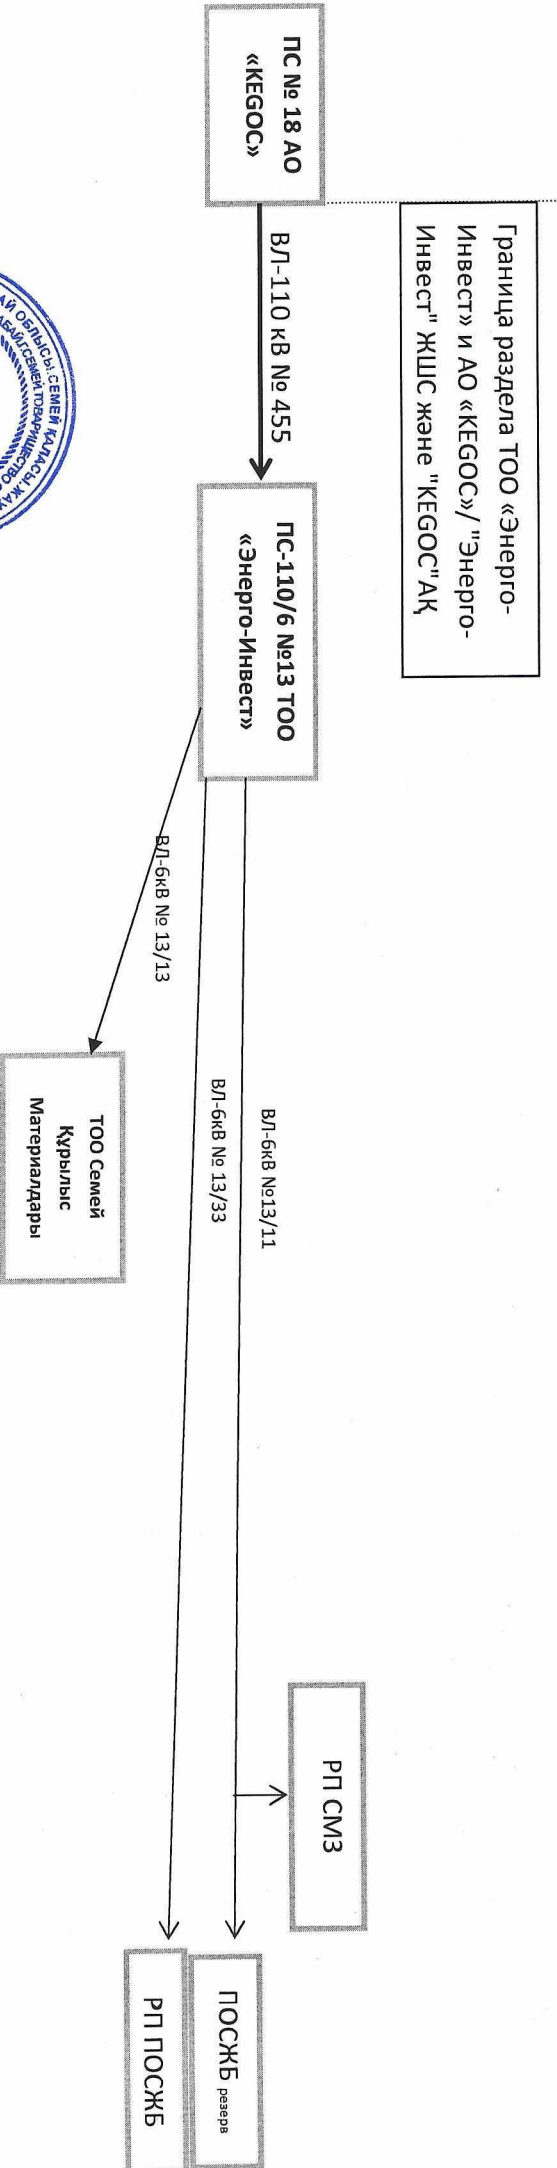 Граница раздела ТОО «Энерго-
Инвест» и АО «KEGOC»/ "Энерго-
Инвест" ЖШС және "KEGOC"АҚ
ПС № 18 АО
«KEGOC»
ВЛ-110 кВ № 455
ПС-110/6 №13 ТОО
«Энерго-Инвест»
ВЛ-6кВ № 13/13
ВЛ-6кВ №13/11
ВЛ-6кВ № 13/33
ТОО Семей
Құрылыс
Материалдары
РП СМЗ
ПОСЖБ резерв
РП ПОСЖБ